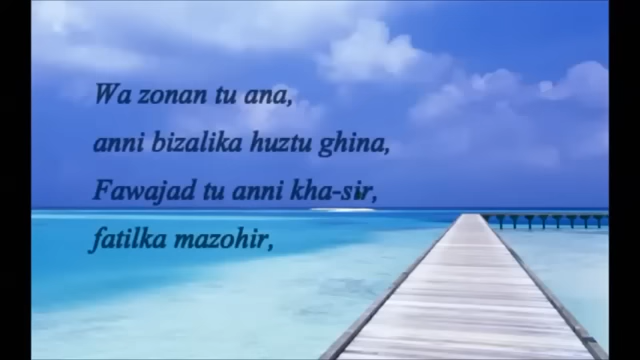 Wa zonan tu ana,
anni bizalika huztu ghina,
Fawajad tu anni kha-sir,
fatilka mazohir,